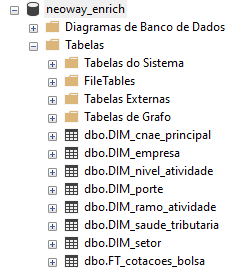 neoway_enrich
Diagramas de Banco de Dados
Tabelas
Tabelas do Sistema
FileTables
Tabelas Externas
Tabelas de Grafo
dbo.DIM_cnae_principal
dbo.DIM_empresa
dbo.DIM_nivel_atividade
dbo.DIM_porte
dbo.DIM_ramo_atividade
dbo.DIM_saude_tributaria
dbo.DIM_setor
dbo.FT_cotacoes_bolsa